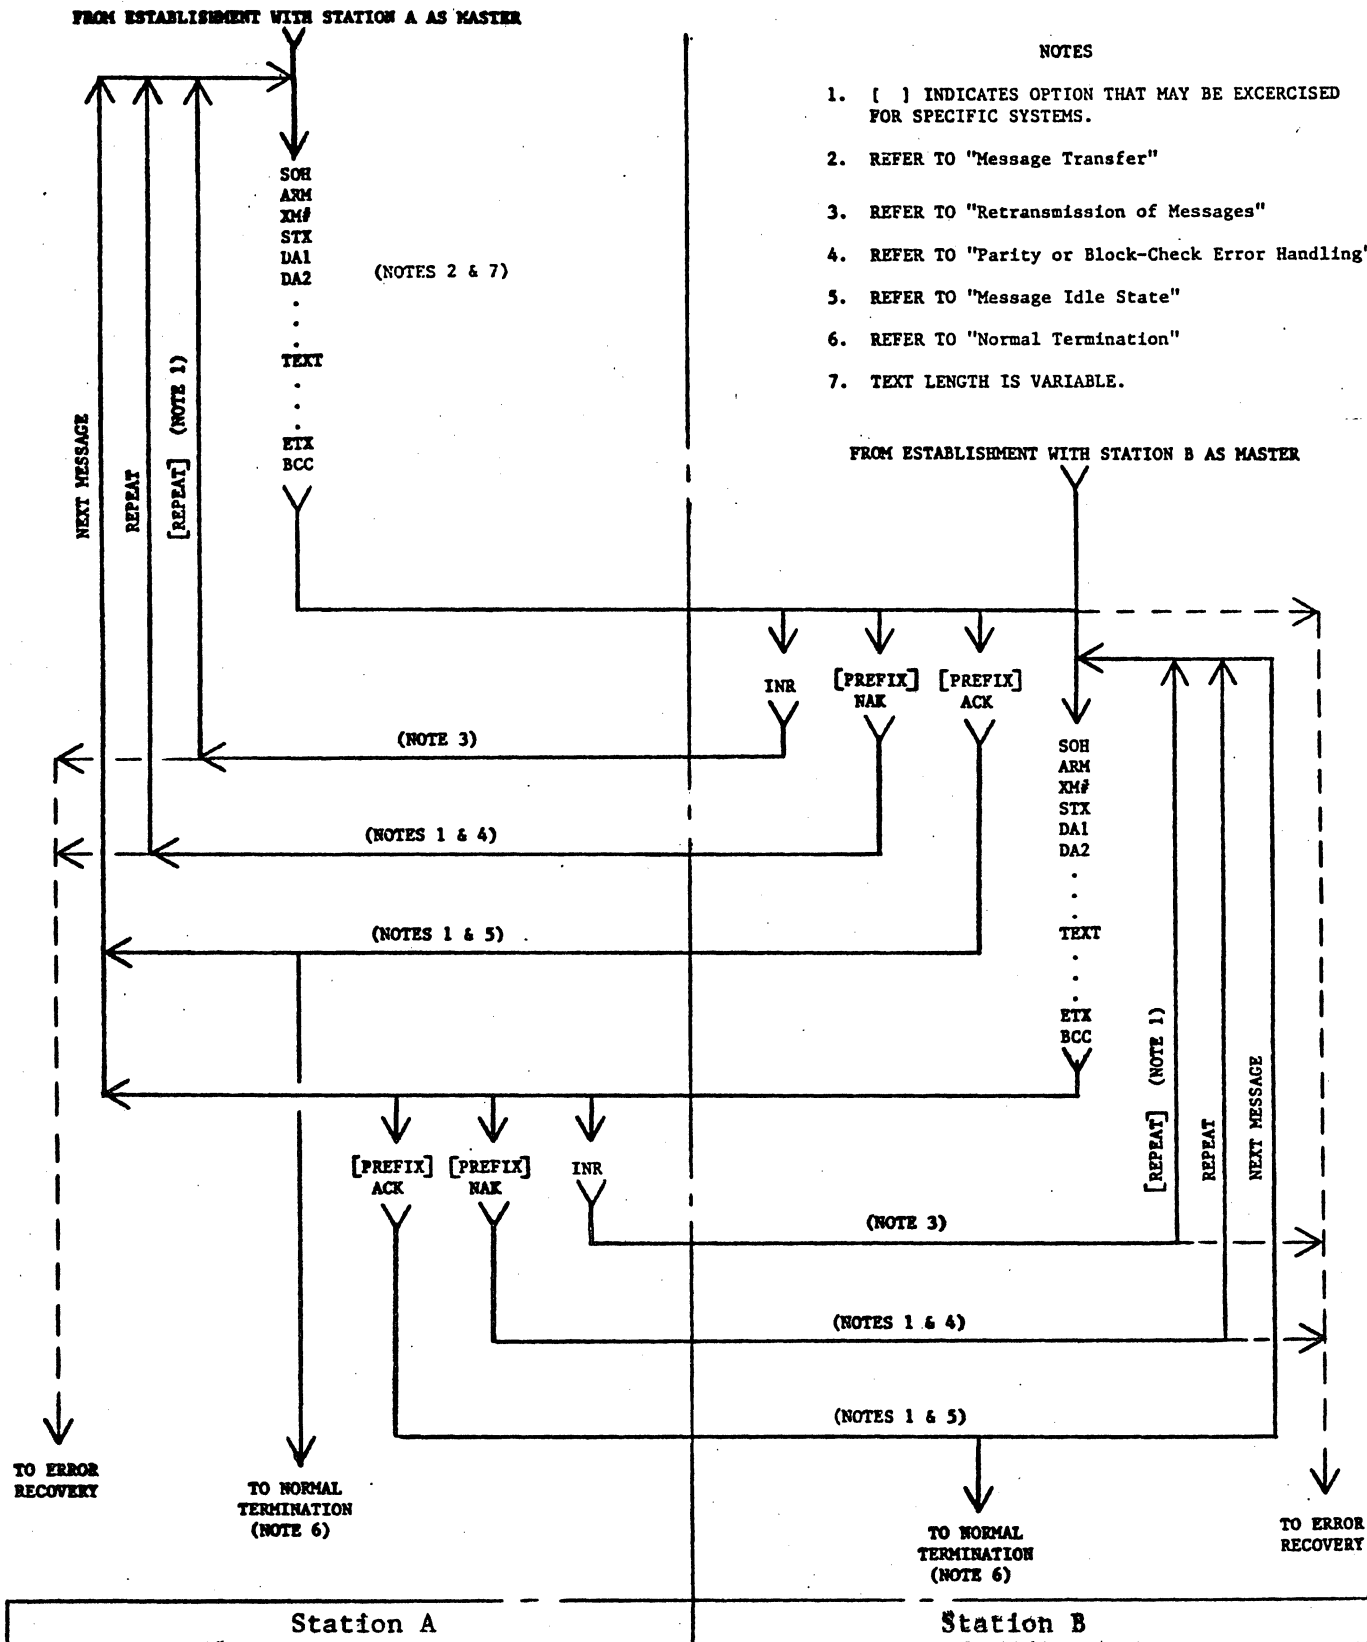 FROM ESTABLISHMENT WITH STATION A AS MASTER
NOTES
1. [ ] INDICATES OPTION THAT MAY BE EXCERCISED
FOR SPECIFIC SYSTEMS.
2. REFER TO "Message Transfer"
3. REFER TO "Retransmission of Messages"
4. REFER TO "Parity or Block-Check Error Handling"
5. REFER TO "Message Idle State"
6. REFER TO "Normal Termination"
7. TEXT LENGTH IS VARIABLE.
SOH
ARM
XM#
STX
DA1
DA2
(NOTES 2 & 7)
.
.
.
TEXT
.
.
.
ETX
BCC
NEXT MESSAGE
REPEAT
[REPEAT] (NOTE 1)
FROM ESTABLISHMENT WITH STATION B AS MASTER
INR
[PREFIX]
NAK
[PREFIX]
ACK
(NOTE 3)
(NOTES 1 & 4)
(NOTES 1 & 5)
SOH
ARM
XM#
STX
DA1
DA2
.
.
.
TEXT
.
.
.
ETX
BCC
[REPEAT] (NOTE 1)
REPEAT
NEXT MESSAGE
[PREFIX]
ACK
[PREFIX]
NAK
INR
(NOTE 3)
(NOTES 1 & 4)
(NOTES 1 & 5)
TO ERROR
RECOVERY
TO NORMAL
TERMINATION
(NOTE 6)
TO NORMAL
TERMINATION
(NOTE 6)
TO ERROR
RECOVERY
Station A
Station B